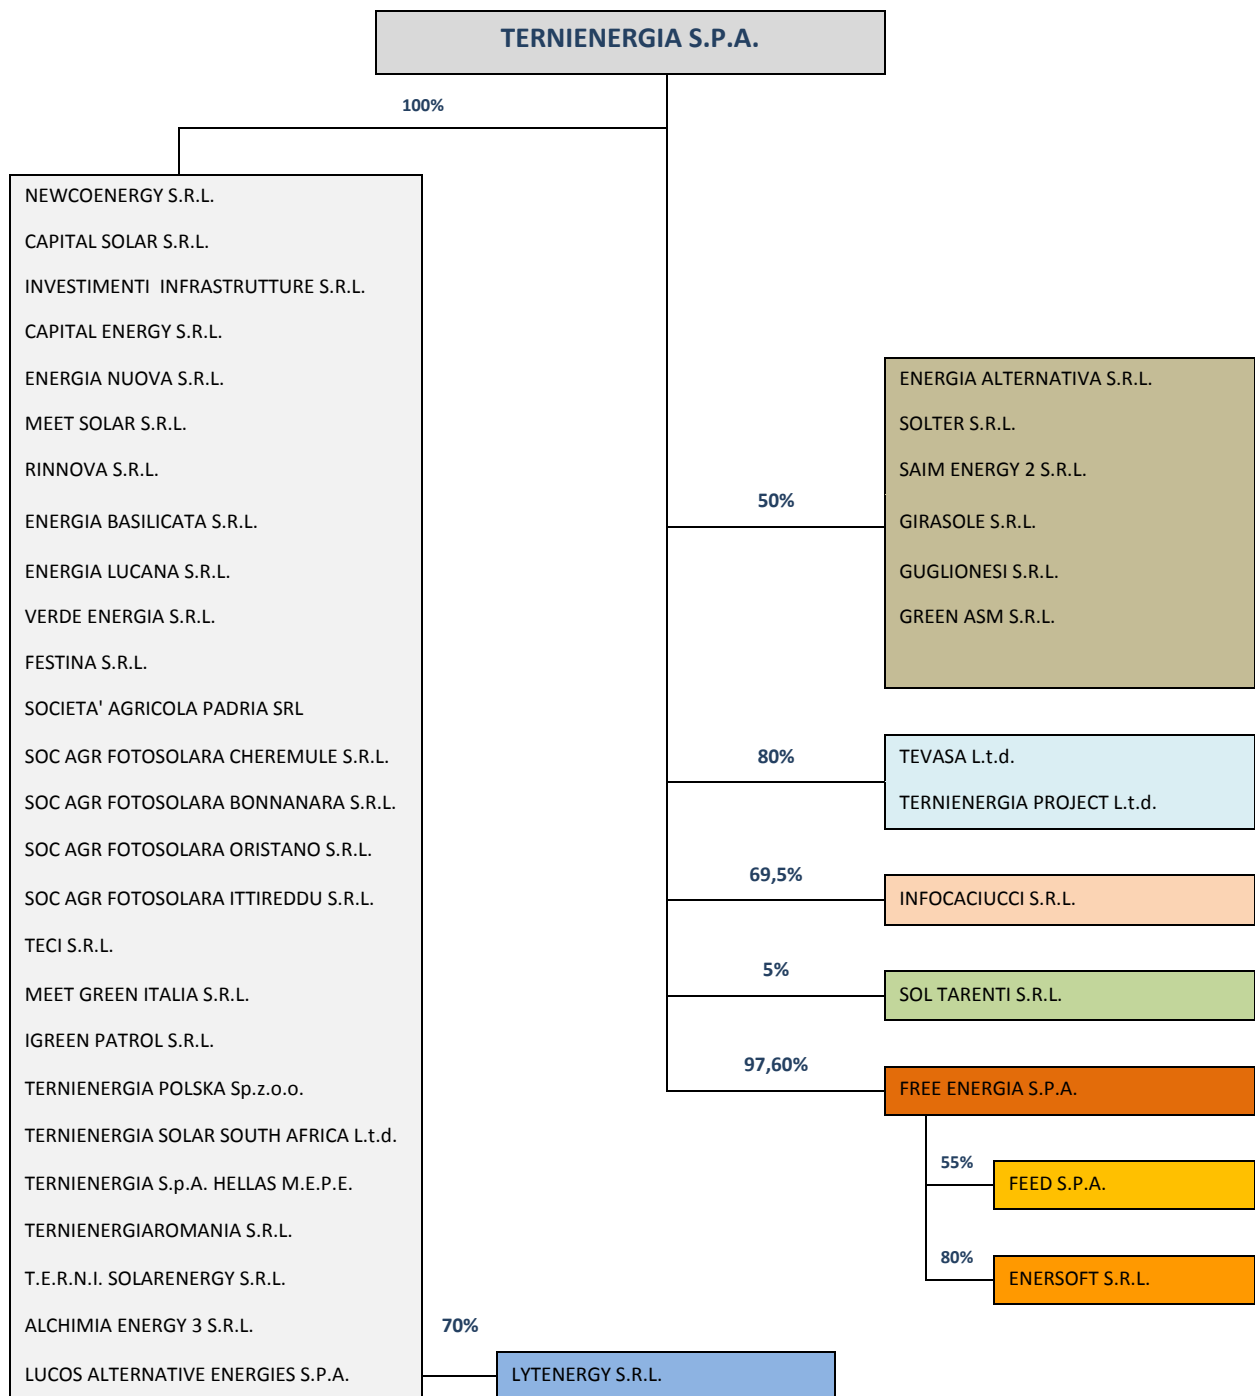 TERNIENERGIA S.P.A.
100%
NEWCOENERGY S.R.L.
CAPITAL SOLAR S.R.L.
INVESTIMENTI  INFRASTRUTTURE S.R.L.
CAPITAL ENERGY S.R.L.
ENERGIA NUOVA S.R.L.
MEET SOLAR S.R.L.
RINNOVA S.R.L.
ENERGIA BASILICATA S.R.L.
ENERGIA LUCANA S.R.L.
VERDE ENERGIA S.R.L.
FESTINA S.R.L.
SOCIETA' AGRICOLA PADRIA SRL
SOC AGR FOTOSOLARA CHEREMULE S.R.L.
SOC AGR FOTOSOLARA BONNANARA S.R.L.
SOC AGR FOTOSOLARA ORISTANO S.R.L.
SOC AGR FOTOSOLARA ITTIREDDU S.R.L.
TECI S.R.L.
MEET GREEN ITALIA S.R.L.
IGREEN PATROL S.R.L.
TERNIENERGIA POLSKA Sp.z.o.o.
TERNIENERGIA SOLAR SOUTH AFRICA L.t.d.
TERNIENERGIA S.p.A. HELLAS M.E.P.E.
TERNIENERGIAROMANIA S.R.L.
T.E.R.N.I. SOLARENERGY S.R.L.
ALCHIMIA ENERGY 3 S.R.L.
LUCOS ALTERNATIVE ENERGIES S.P.A.
70%
LYTENERGY S.R.L.
50%
ENERGIA ALTERNATIVA S.R.L.
SOLTER S.R.L.
SAIM ENERGY 2 S.R.L.
GIRASOLE S.R.L.
GUGLIONESI S.R.L.
GREEN ASM S.R.L.
80%
TEVASA L.t.d.
TERNIENERGIA PROJECT L.t.d.
69,5%
INFOCACIUCCI S.R.L.
5%
SOL TARENTI S.R.L.
97,60%
FREE ENERGIA S.P.A.
55%
FEED S.P.A.
80%
ENERSOFT S.R.L.